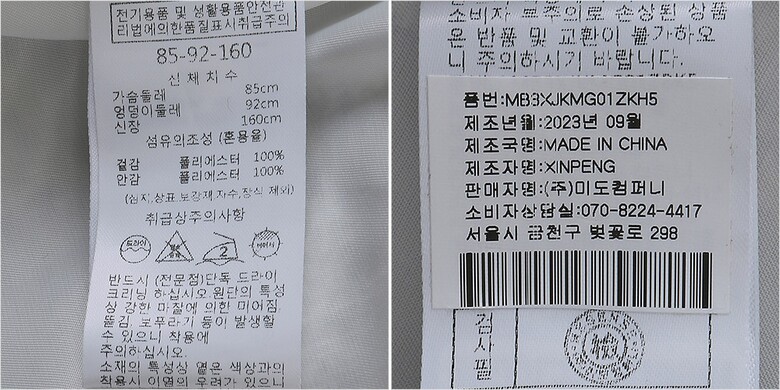 전기용품 및 생활용품안전관
리법에의한품질표시취급주의
85-92-160
신체치수
가슴둘레 85cm
엉덩이둘레 92cm
신장 160cm
섬유의조성 (혼용율)
겉감 폴리에스터 100%
안감 폴리에스터 100%
(심지,상표,보강재,자수,장식 제외)
취급상주의사항
드라이
2
반드시 (전문점)단독 드라이
크리닝 하십시오 원단의 특성
상 강한 마찰에 의한 미어짐,
뜯김, 보푸라기 등이 발생할
수 있으니 착용에
주의하십시오.
소재의 특성상 옅은 색상과의
착용시 이염의 우려가 있으니
소비자 부주의로 손상된 상품
은 반품 및 교환이 불가하오
니 주의하시기 바랍니다.
품번:MB3XJKMG01ZKH5
제조년월:2023년 09월
제조국명:MADE IN CHINA
제조자명:XINPENG
판매자명:(주)미도컴퍼니
소비자상담실:070-8224-4417
서울시 금천구 벚꽃로 298
검사필